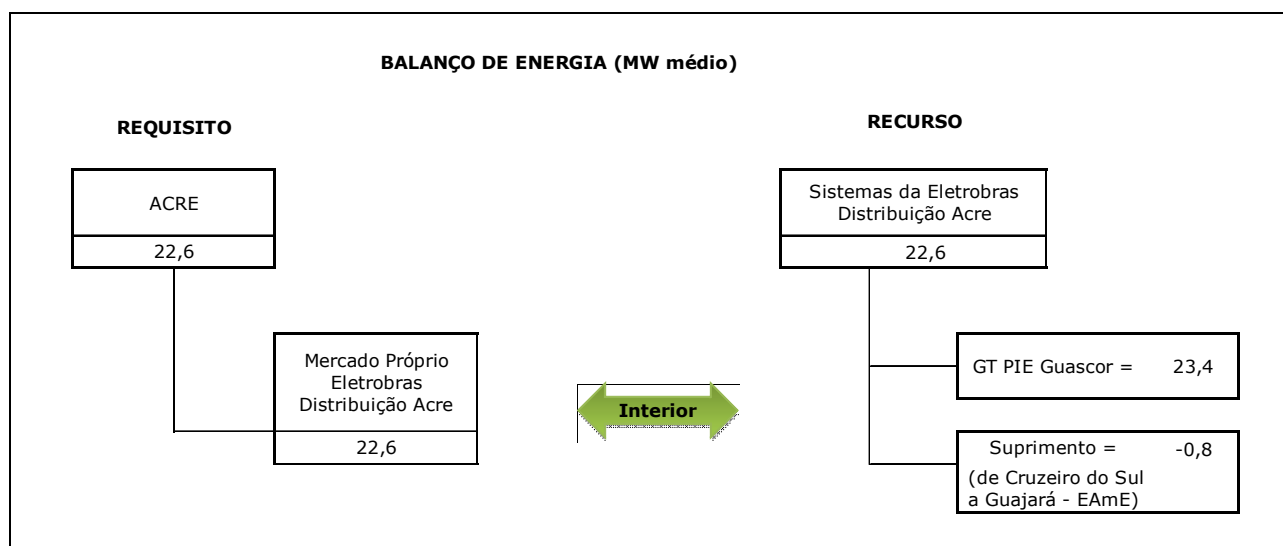 BALANÇO DE ENERGIA (MW médio)
REQUISITO
RECURSO
ACRE
22,6
Sistemas da Eletrobras
Distribuição Acre
22,6
Mercado Próprio
Eletrobras
Distribuição Acre
22,6
Interior
GT PIE Guascor = 23,4
Suprimento = -0,8
(de Cruzeiro do Sul
a Guajará - EAmE)